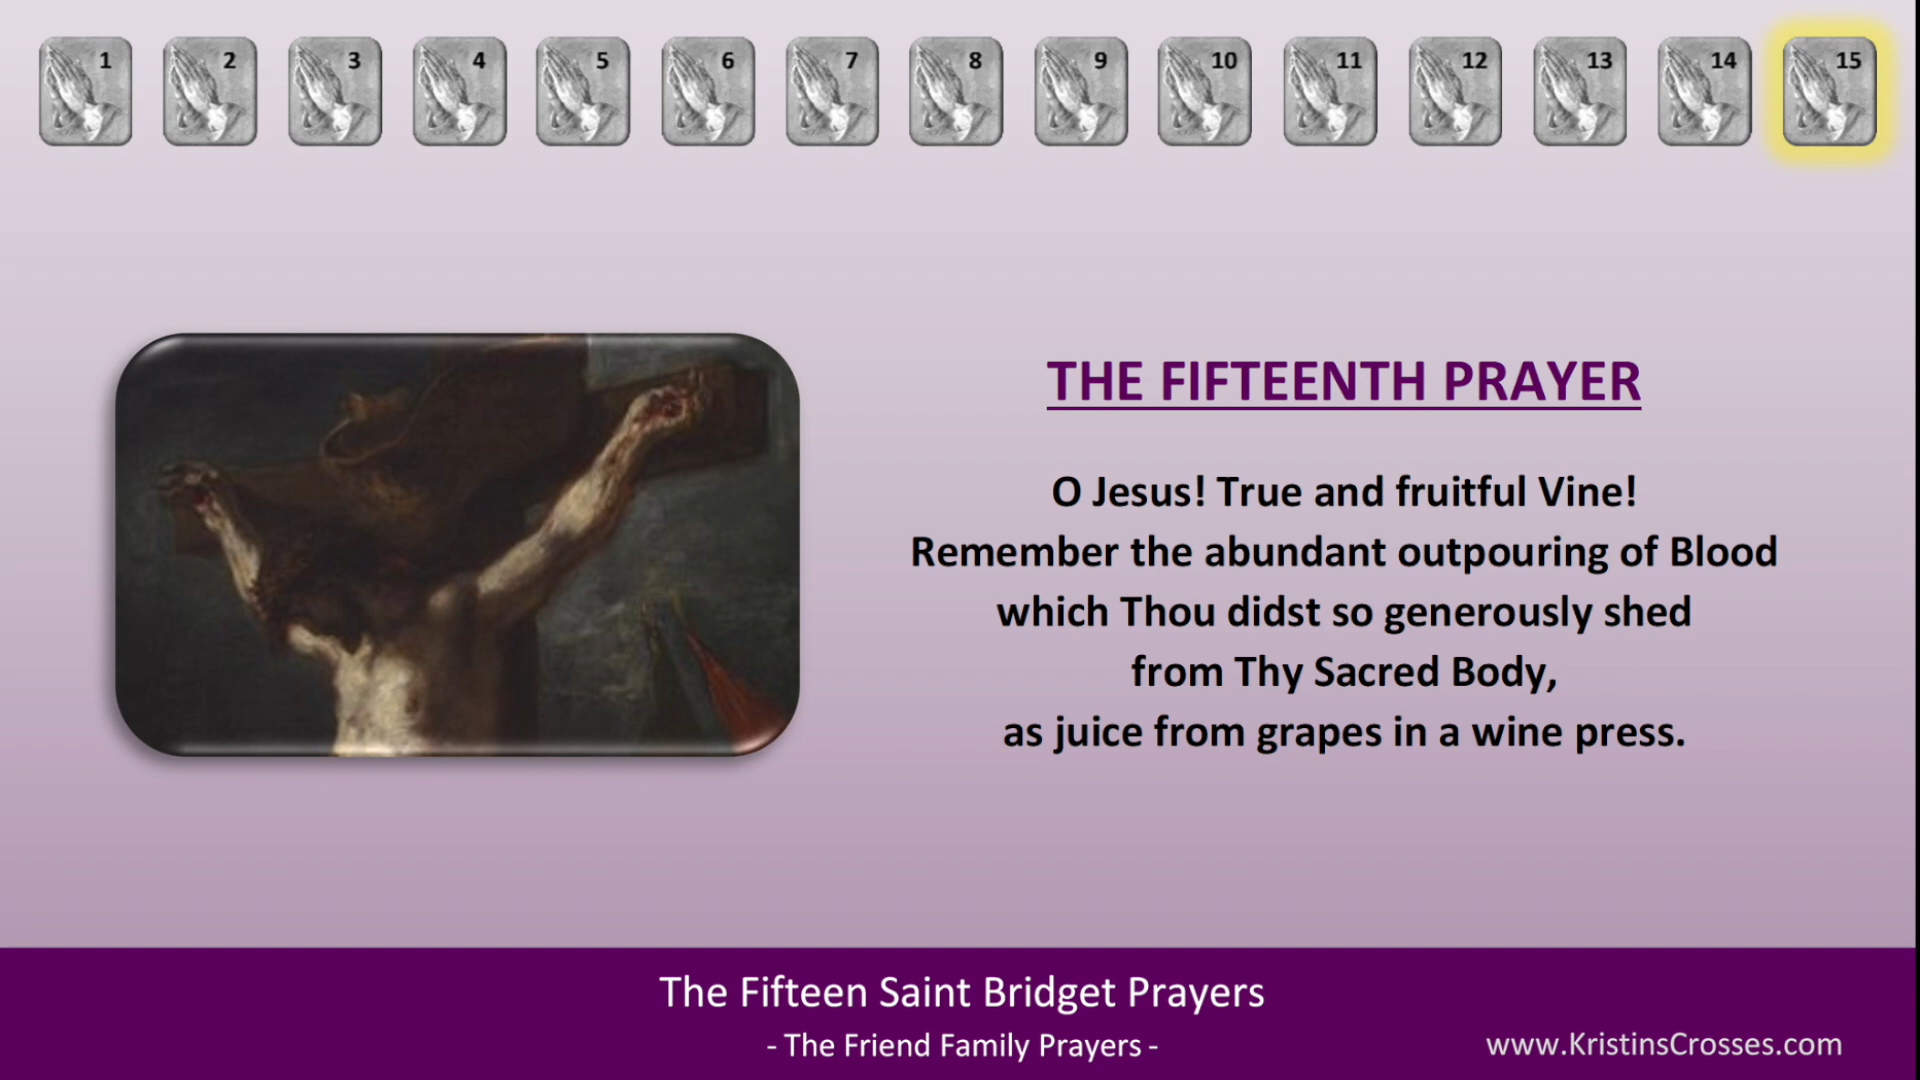 1 2 3 4 5 6 7 8 9 10 11 12 13 14 15
THE FIFTEENTH PRAYER
O Jesus! True and fruitful Vine!
Remember the abundant outpouring of Blood
which Thou didst so generously shed
from Thy Sacred Body,
as juice from grapes in a wine press.
The Fifteen Saint Bridget Prayers
- The Friend Family Prayers -
www.KristinsCrosses.com